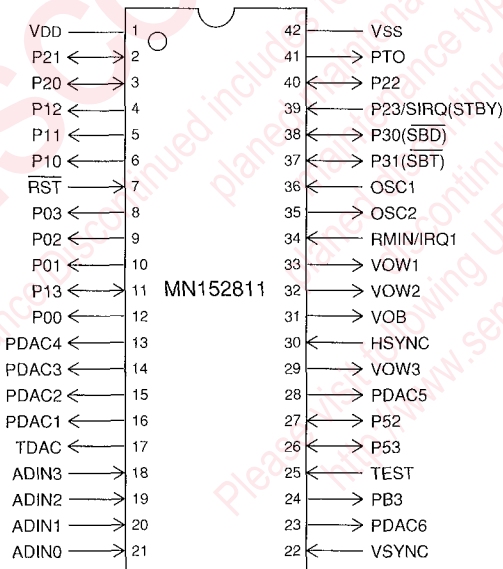 VDD 1 42 VSS
P21 2 41 PTO
P20 3 40 P22
P12 4 39 P23/SIRQ(STBY)
P11 5 38 P30(SBD)
P10 6 37 P31(SBT)
RST 7 36 OSC1
P03 8 35 OSC2
P02 9 34 RMIN/IRQ1
P01 10 33 VOW1
P13 11 MN152811 32 VOW2
P00 12 31 VOB
PDAC4 13 30 HSYNC
PDAC3 14 29 VOW3
PDAC2 15 28 PDAC5
PDAC1 16 27 P52
TDAC 17 26 P53
ADIN3 18 25 TEST
ADIN2 19 24 PB3
ADIN1 20 23 PDAC6
ADIN0 21 22 VSYNC